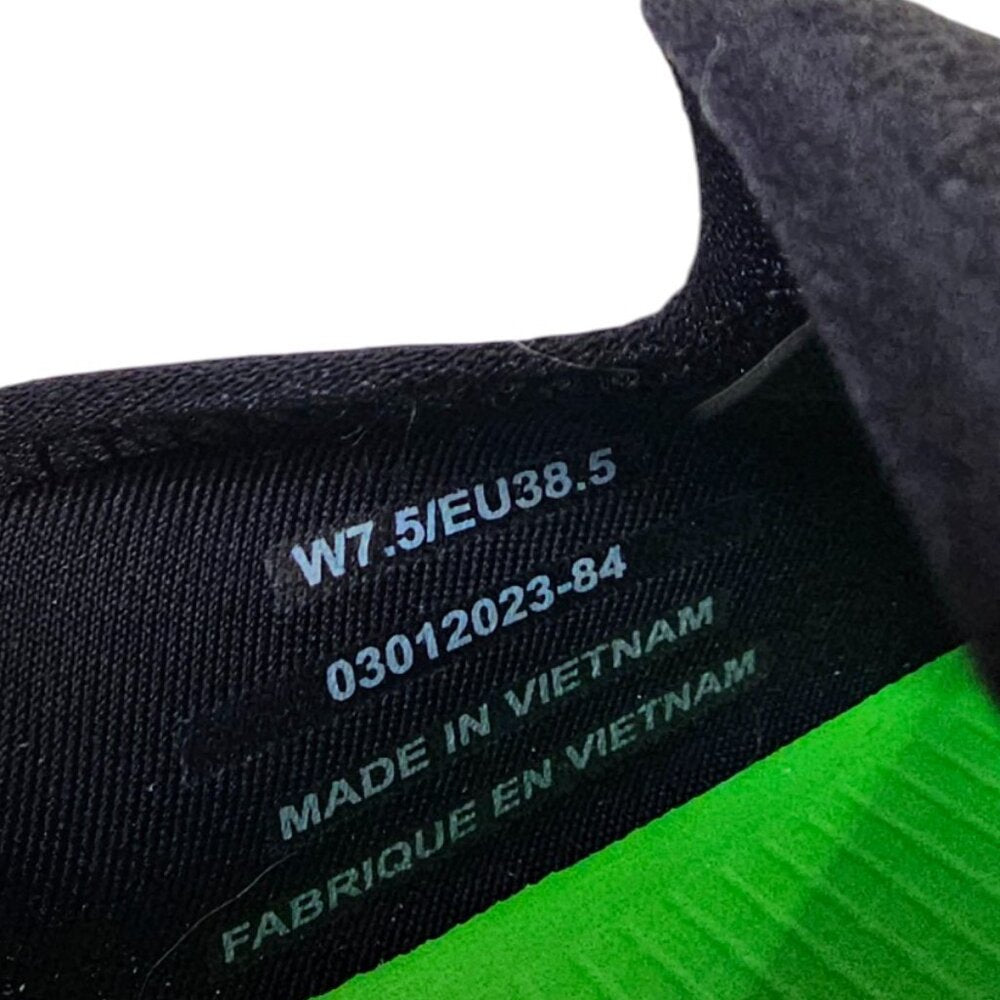 W7.5/EU38.5
03012023-84
MADE IN VIETNAM
FABRIQUE EN VIETNAM